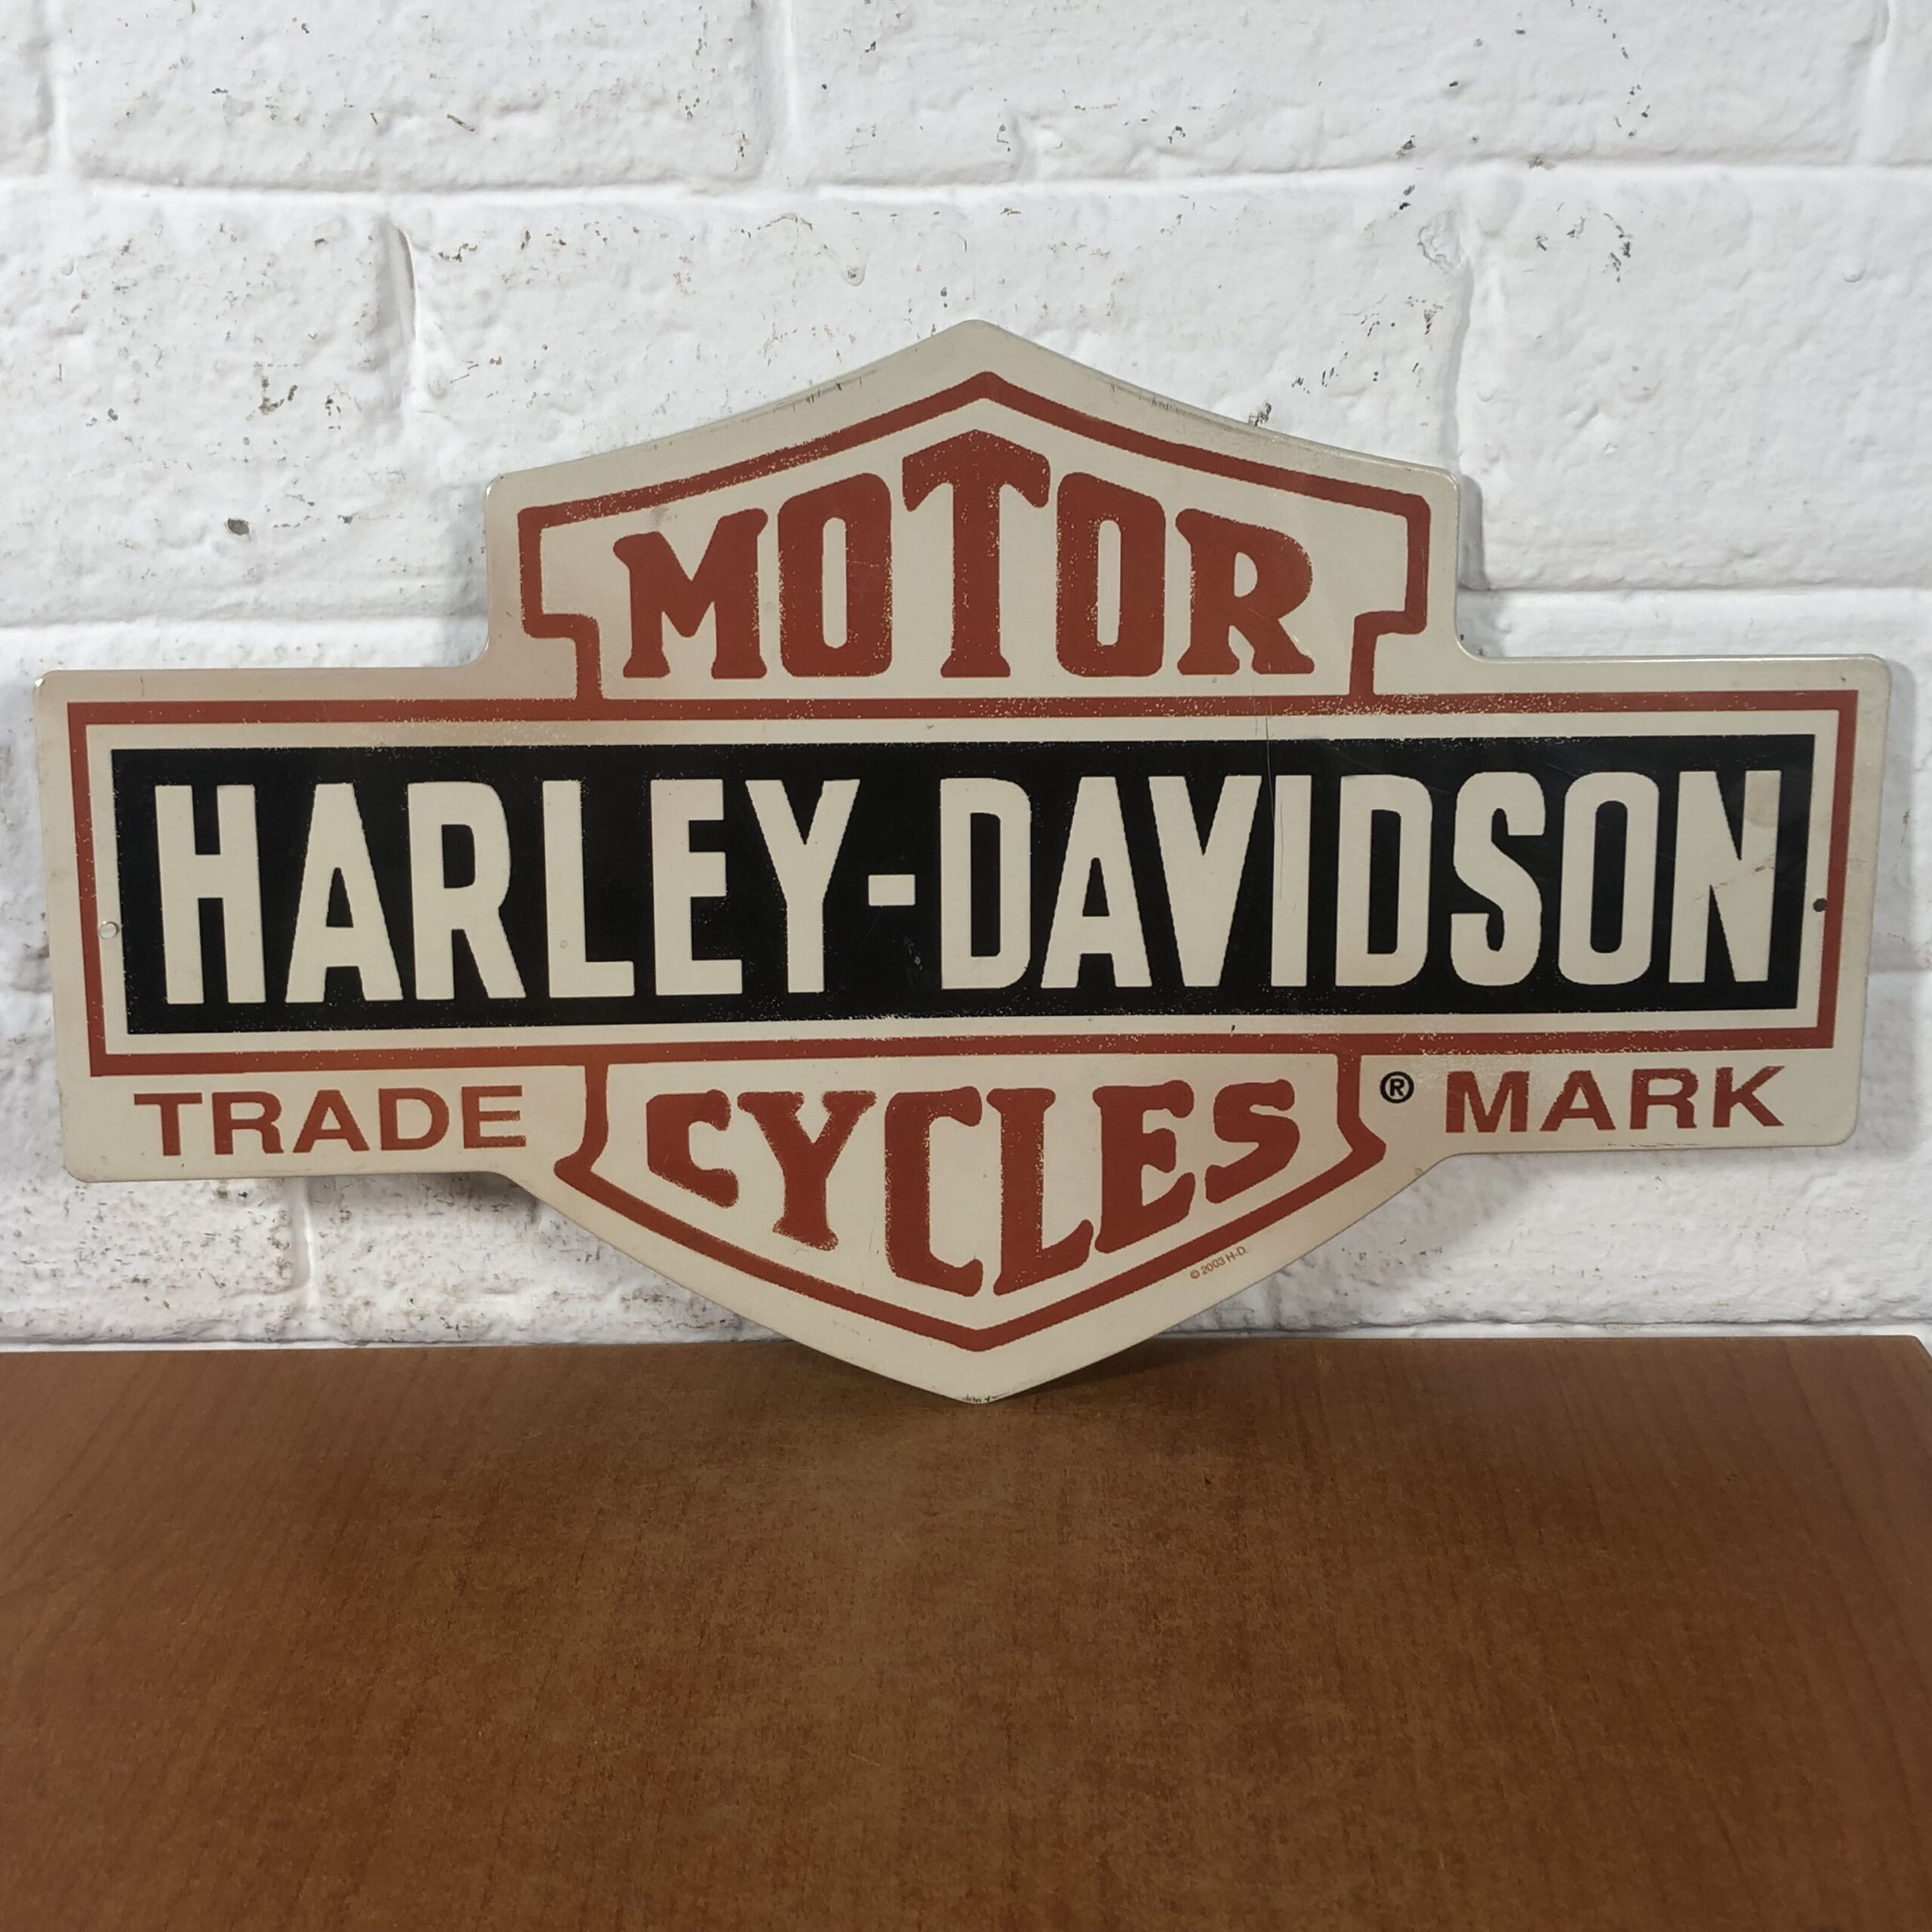 MOTOR
HARLEY-DAVIDSON
TRADE CYCLES ® MARK
© 2003 H-D.